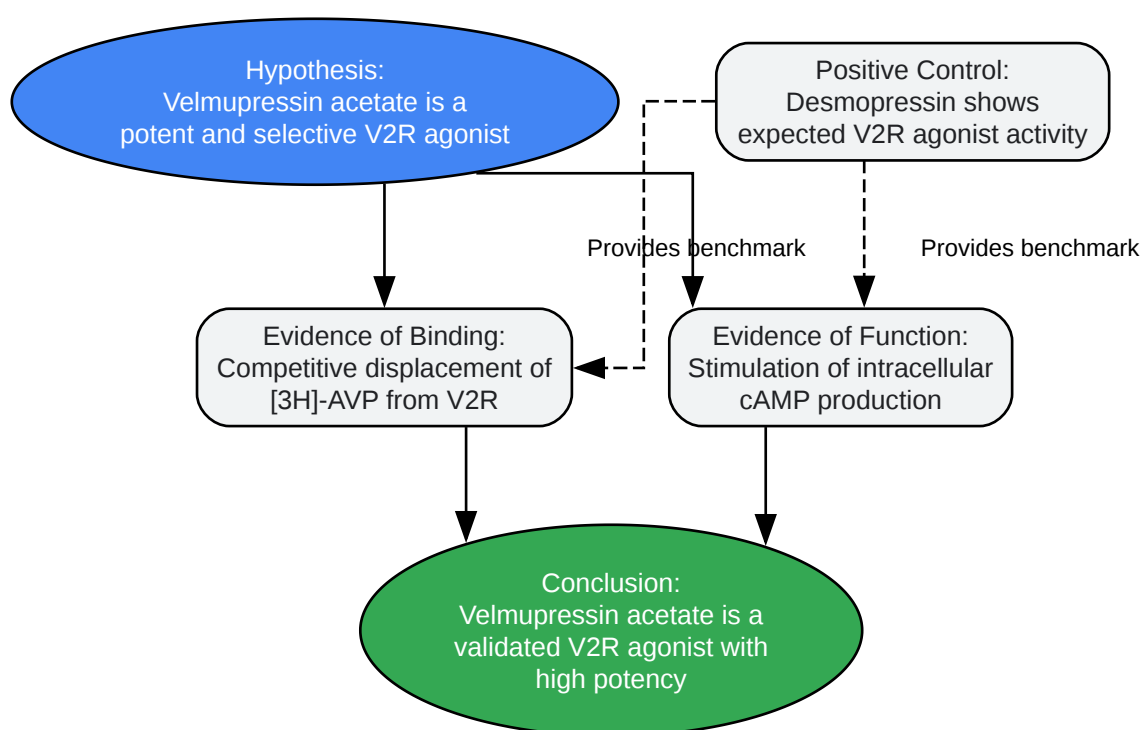 Hypothesis:
Velmupressin acetate is a
potent and selective V2R agonist
Positive Control:
Desmopressin shows
expected V2R agonist activity
Provides benchmark
Provides benchmark
Evidence of Binding:
Competitive displacement of
[3H]-AVP from V2R
Evidence of Function:
Stimulation of intracellular
cAMP production
Conclusion:
Velmupressin acetate is a
validated V2R agonist with
high potency